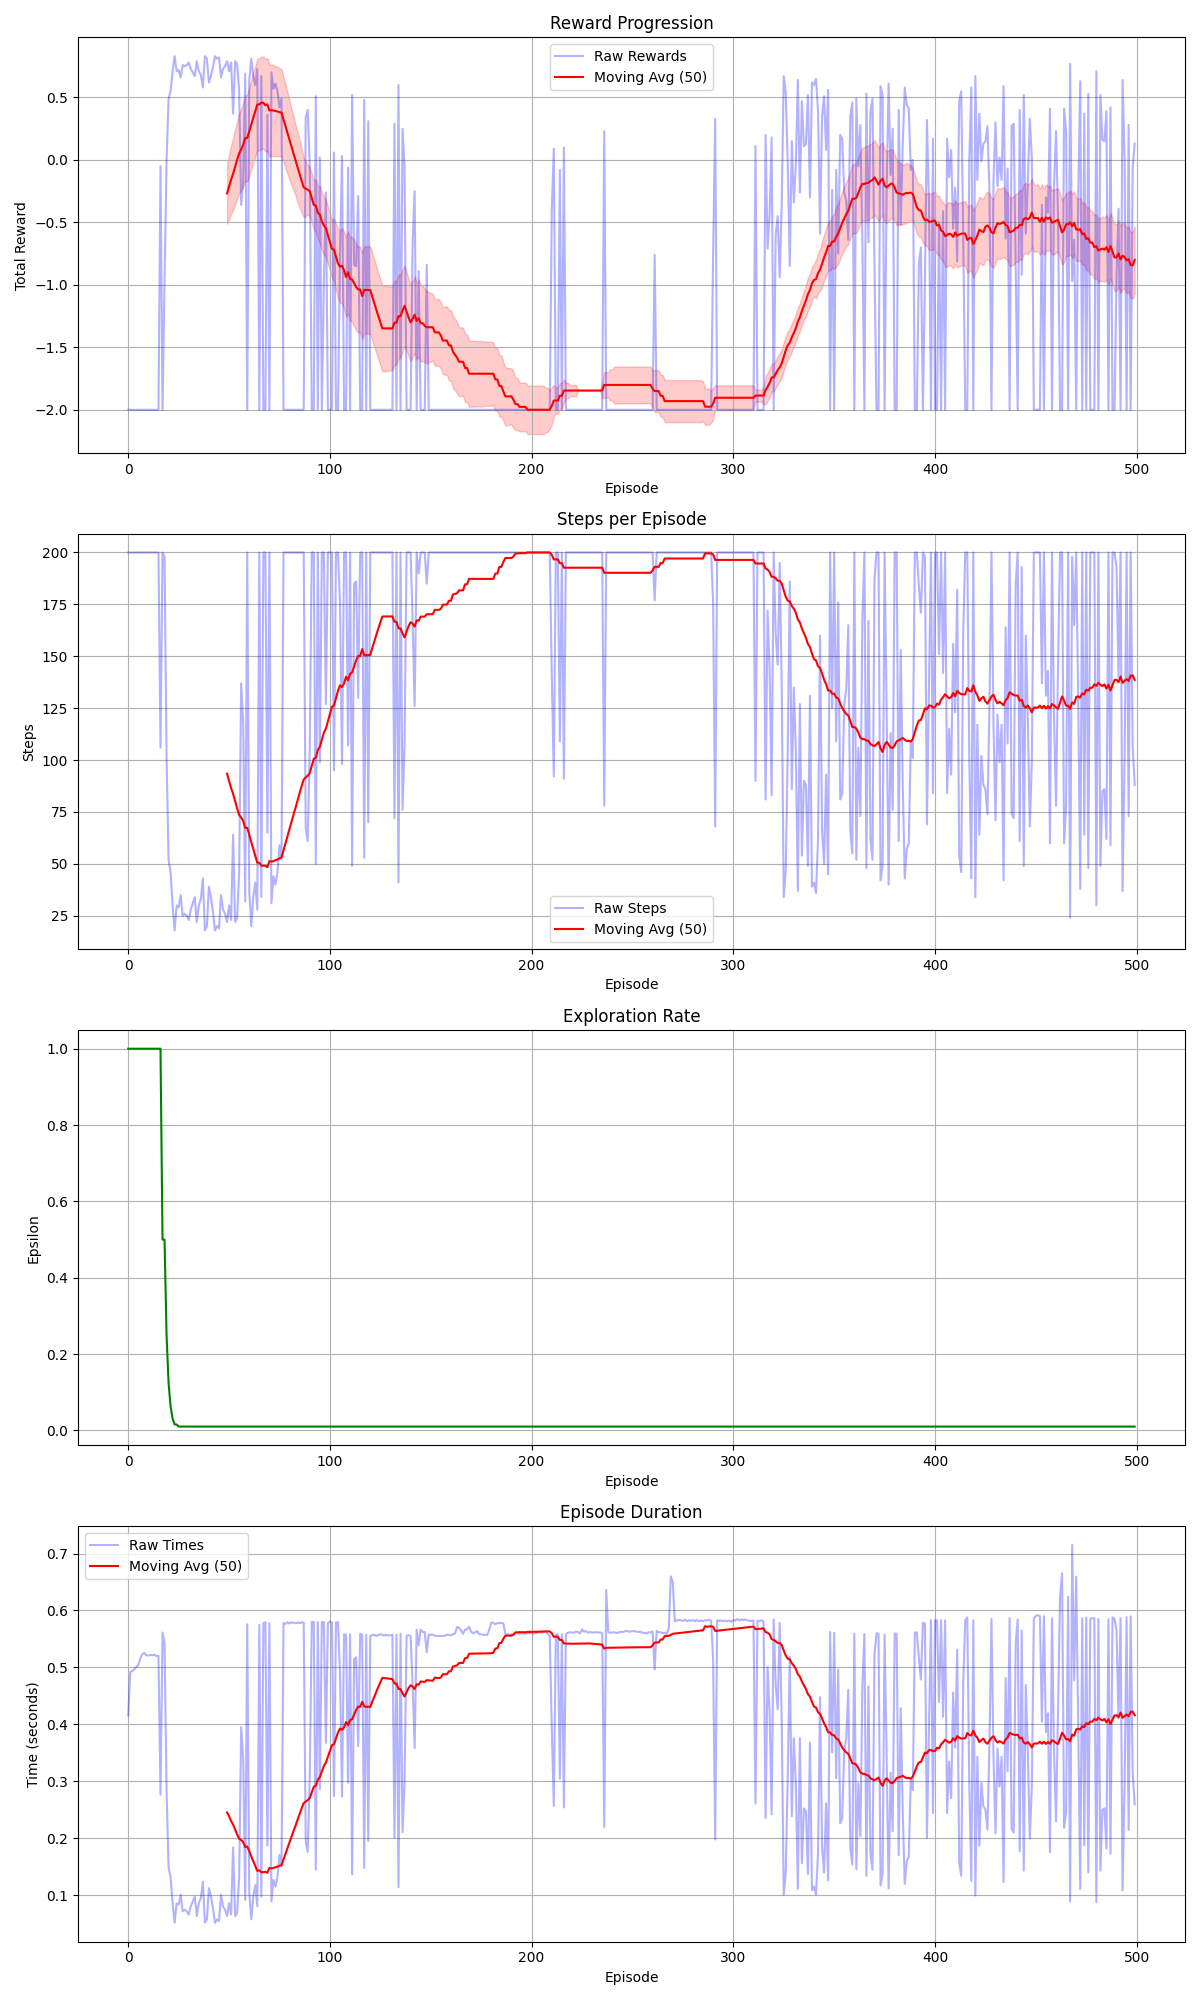 Reward Progression
Raw Rewards
Moving Avg (50)
Total Reward
0.5
0.0
−0.5
−1.0
−1.5
−2.0
0 100 200 300 400 500
Episode
Steps per Episode
Steps
200
175
150
125
100
75
50
25
Raw Steps
Moving Avg (50)
0 100 200 300 400 500
Episode
Exploration Rate
Epsilon
1.0
0.8
0.6
0.4
0.2
0.0
0 100 200 300 400 500
Episode
Episode Duration
Raw Times
Moving Avg (50)
Time (seconds)
0.7
0.6
0.5
0.4
0.3
0.2
0.1
0 100 200 300 400 500
Episode